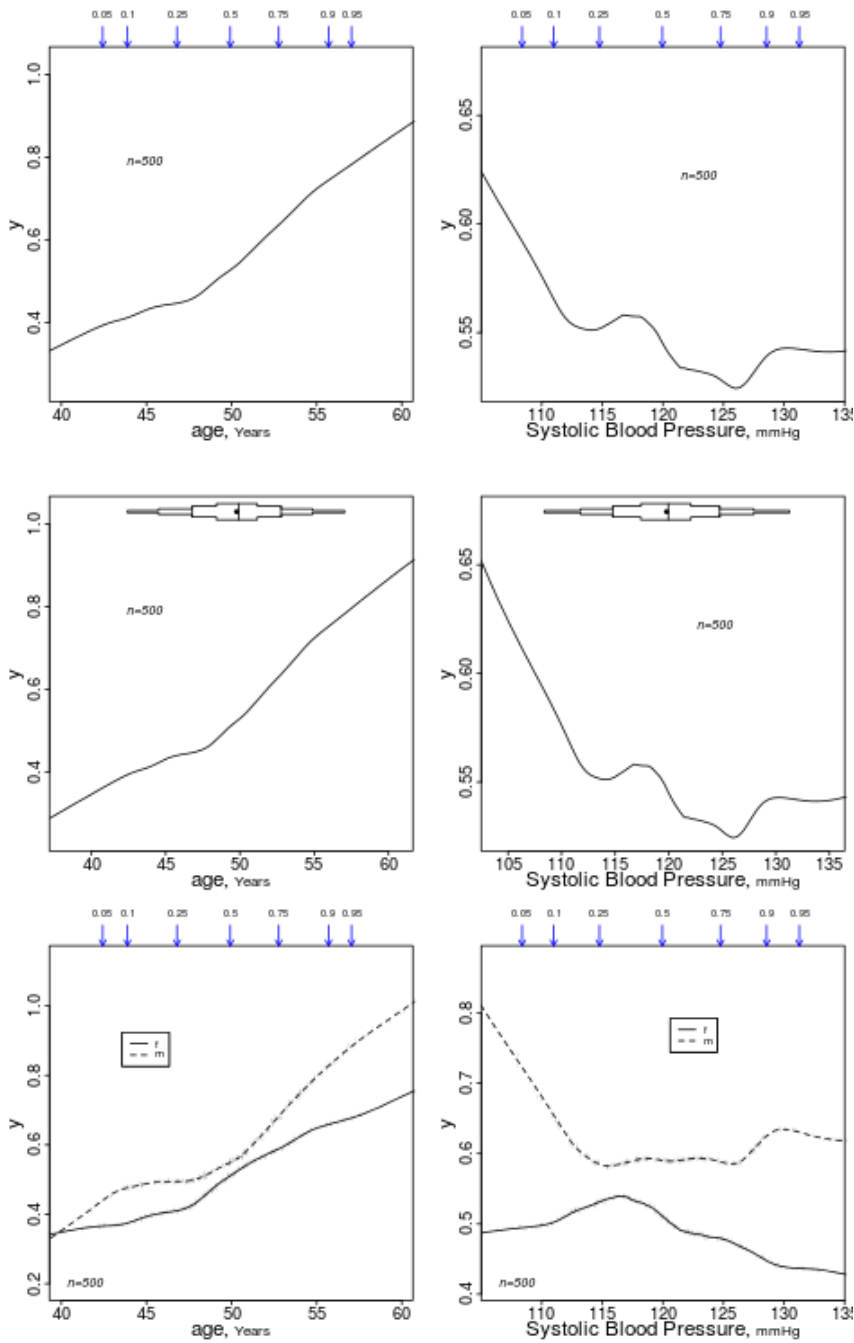 0.05 0.1 0.25 0.5 0.75 0.9 0.95
1.0
0.8
0.6
0.4
y
n=500
40 45 50 55 60
age, Years
0.05 0.1 0.25 0.5 0.75 0.9 0.95
0.65
0.60
0.55
y
n=500
110 115 120 125 130 135
Systolic Blood Pressure, mmHg
1.0
0.8
0.6
0.4
y
n=500
40 45 50 55 60
age, Years
0.65
0.60
0.55
y
n=500
105 110 115 120 125 130 135
Systolic Blood Pressure, mmHg
0.05 0.1 0.25 0.5 0.75 0.9 0.95
1.0
0.8
0.6
0.4
0.2
y
f
m
n=500
40 45 50 55 60
age, Years
0.05 0.1 0.25 0.5 0.75 0.9 0.95
0.8
0.7
0.6
0.5
0.4
y
f
m
n=500
110 115 120 125 130 135
Systolic Blood Pressure, mmHg